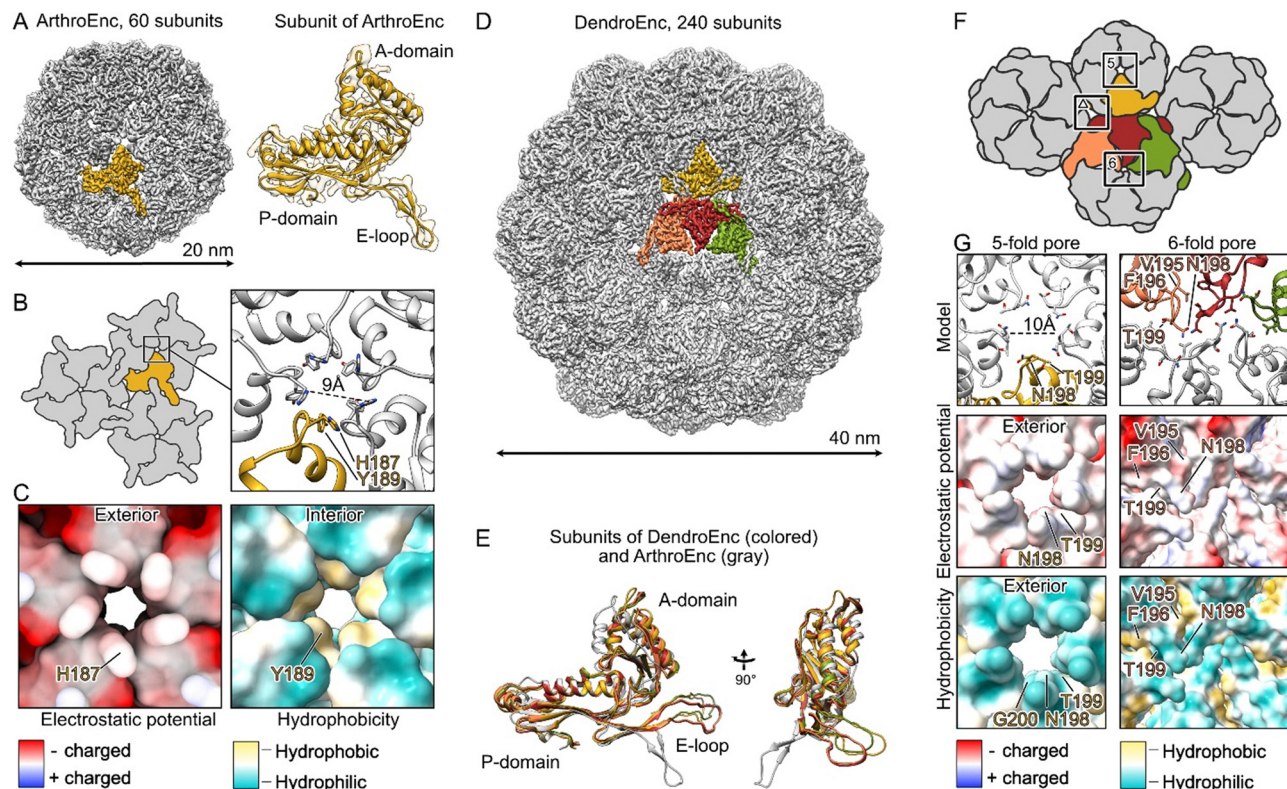 A
ArthroEnc, 60 subunits
Subunit of ArthroEnc
A-domain
P-domain
E-loop
20 nm
B
9Å
H187
Y189
C
Exterior
Interior
H187
Y189
Electrostatic potential
Hydrophobicity
- charged
+ charged
Hydrophobic
Hydrophilic
D
DendroEnc, 240 subunits
40 nm
E
Subunits of DendroEnc (colored)
and ArthroEnc (gray)
A-domain
90°
E-loop
P-domain
F
5
6
G
5-fold pore
6-fold pore
Model
10Å
T199
N198
V195 N198
F196
T199
Electrostatic potential
Exterior
T199
N198
V195
F196
N198
T199
Hydrophobicity
Exterior
T199
G200 N198
V195
F196
N198
T199
- charged
+ charged
Hydrophobic
Hydrophilic